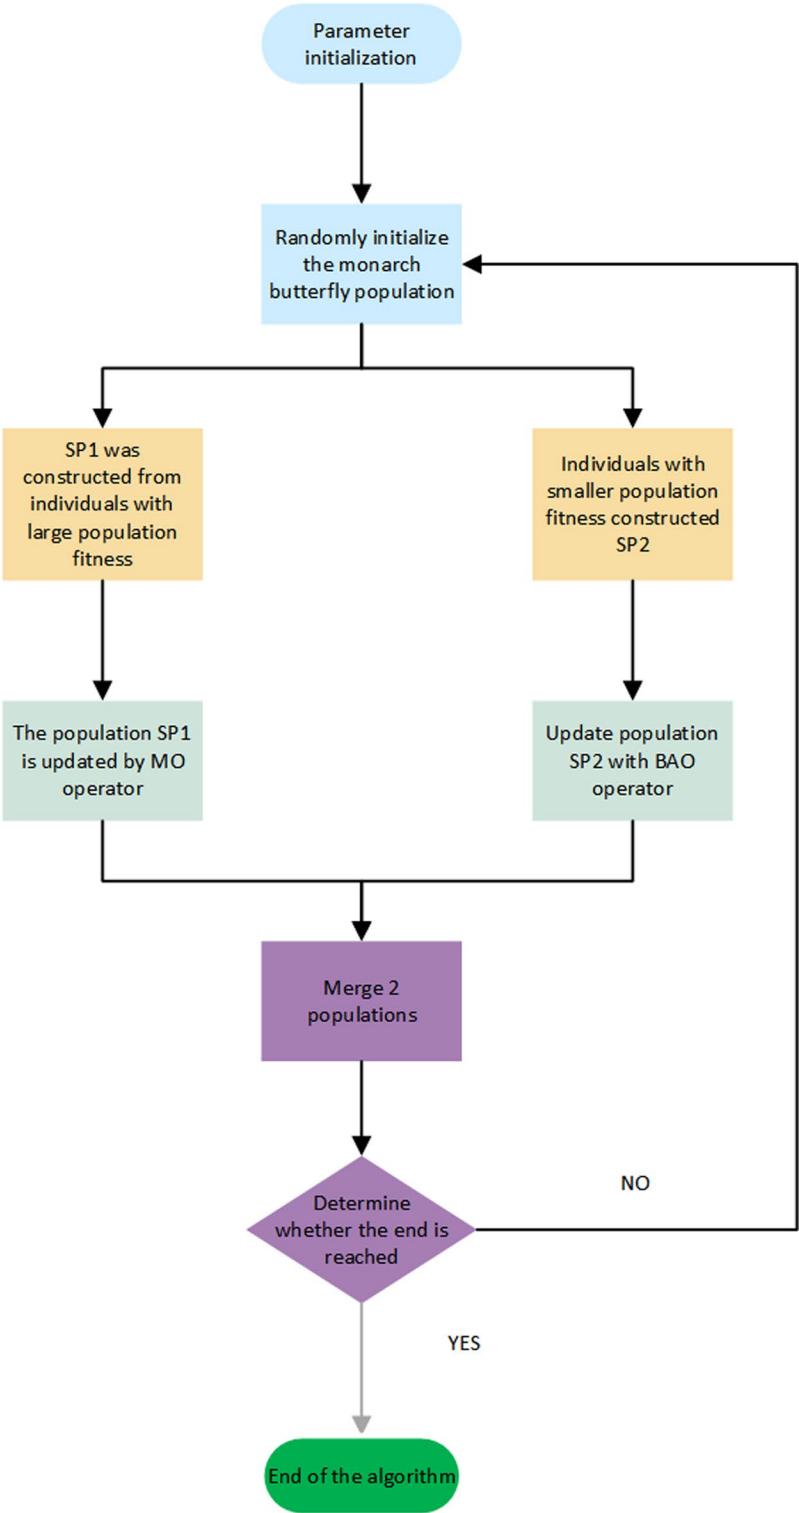 Parameter
initialization
Randomly initialize
the monarch
butterfly population
SP1 was
constructed from
individuals with
large population
fitness
Individuals with
smaller population
fitness constructed
SP2
The population SP1
is updated by MO
operator
Update population
SP2 with BAO
operator
Merge 2
populations
Determine
whether the end is
reached
NO
YES
End of the algorithm